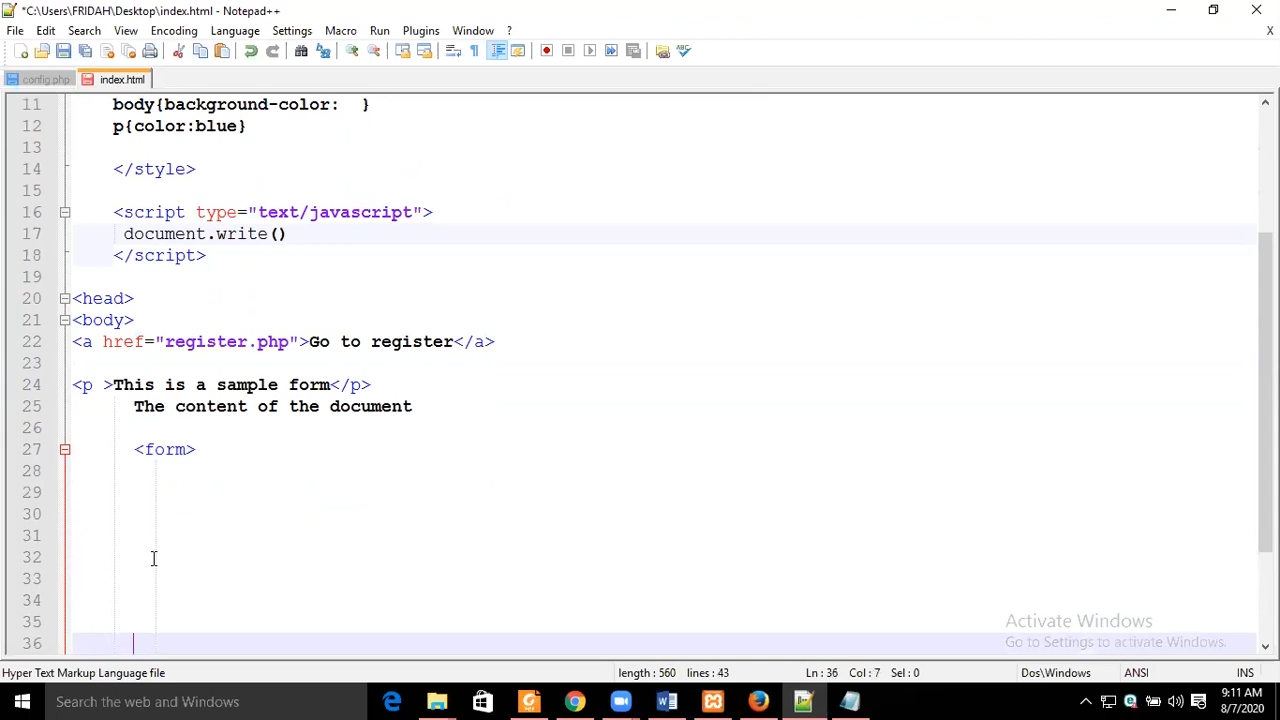 *C:\Users\FRIDAH\Desktop\index.html - Notepad++
File Edit Search View Encoding Language Settings Macro Run Plugins Window ? X
config.php index.html
11 body{background-color:  }
12 p{color:blue}
13
14 </style>
15
16 <script type="text/javascript">
17 document.write()
18 </script>
19
20 <head>
21 <body>
22 <a href="register.php">Go to register</a>
23
24 <p >This is a sample form</p>
25 The content of the document
26
27 <form>
28
29
30
31
32
33
34
35
36
Activate Windows
Go to Settings to activate Windows.
Hyper Text Markup Language file length : 560 lines : 43 Ln : 36 Col : 7 Sel : 0 Dos\Windows ANSI INS
Search the web and Windows
9:11 AM
8/7/2020